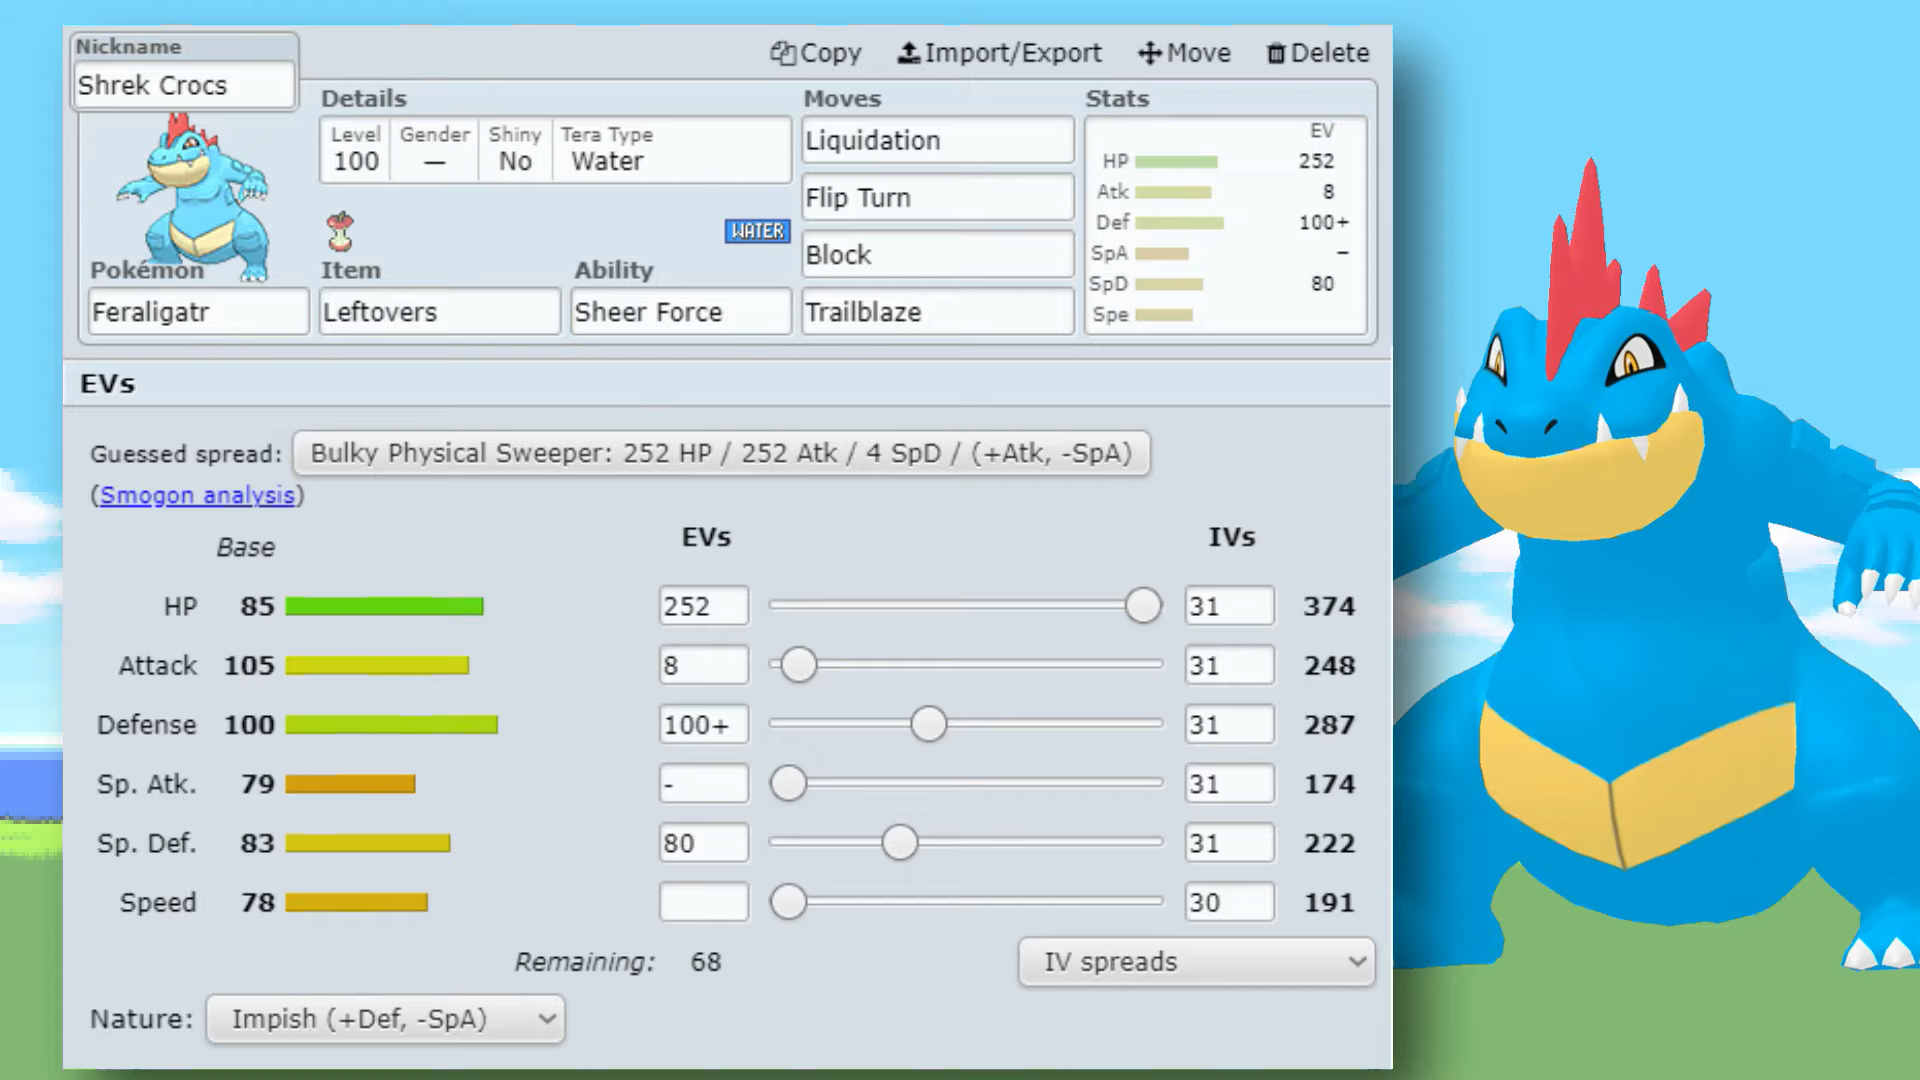 Nickname
Shrek Crocs
Copy Import/Export Move Delete
Details
Level Gender Shiny Tera Type
100 — No Water
WATER
Pokémon Item Ability
Feraligatr Leftovers Sheer Force
Moves
Liquidation
Flip Turn
Block
Trailblaze
Stats
EV
HP 252
Atk 8
Def 100+
SpA –
SpD 80
Spe
EVs
Guessed spread: Bulky Physical Sweeper: 252 HP / 252 Atk / 4 SpD / (+Atk, -SpA)
(Smogon analysis)
Base EVs IVs
HP 85 252 31 374
Attack 105 8 31 248
Defense 100 100+ 31 287
Sp. Atk. 79 - 31 174
Sp. Def. 83 80 31 222
Speed 78 30 191
Remaining: 68 IV spreads
Nature: Impish (+Def, -SpA)